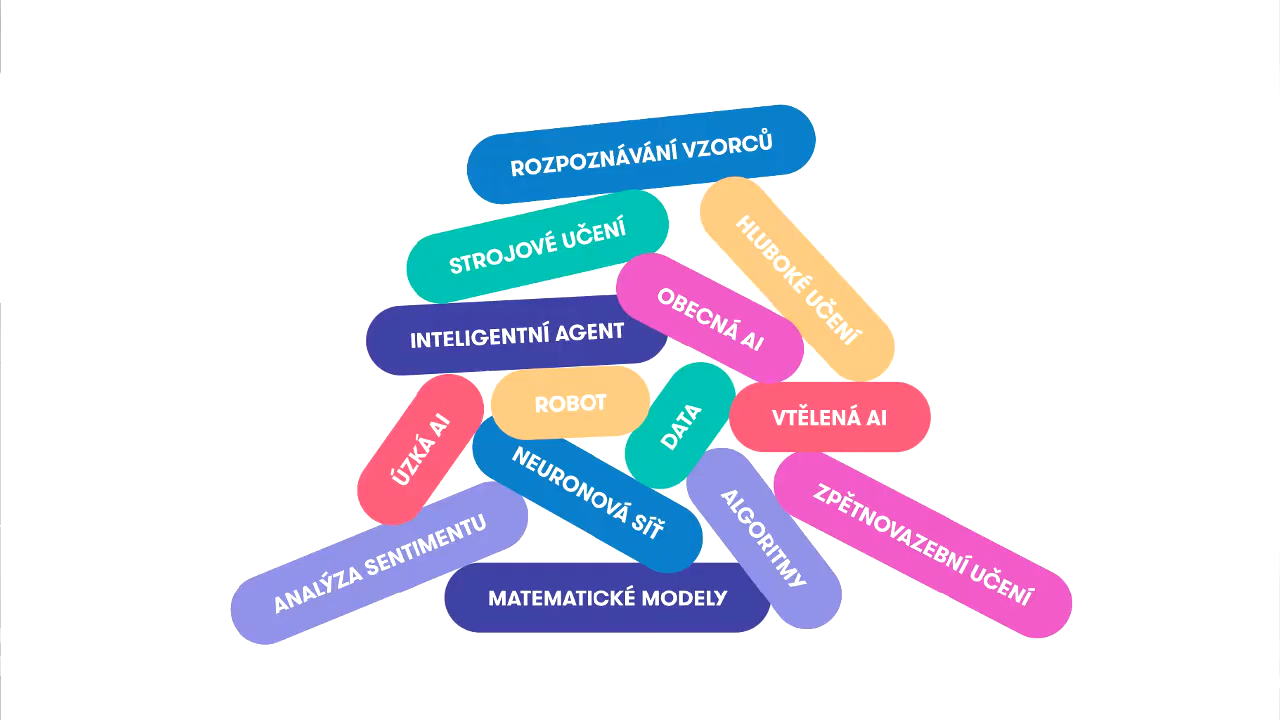 ROZPOZNÁVÁNÍ VZORCŮ
STROJOVÉ UČENÍ
HLUBOKÉ UČENÍ
OBECNÁ AI
INTELIGENTNÍ AGENT
ROBOT
DATA
VTĚLENÁ AI
ÚZKÁ AI
NEURONOVÁ SÍŤ
ALGORITMY
ZPĚTNOVAZEBNÍ UČENÍ
ANALÝZA SENTIMENTU
MATEMATICKÉ MODELY